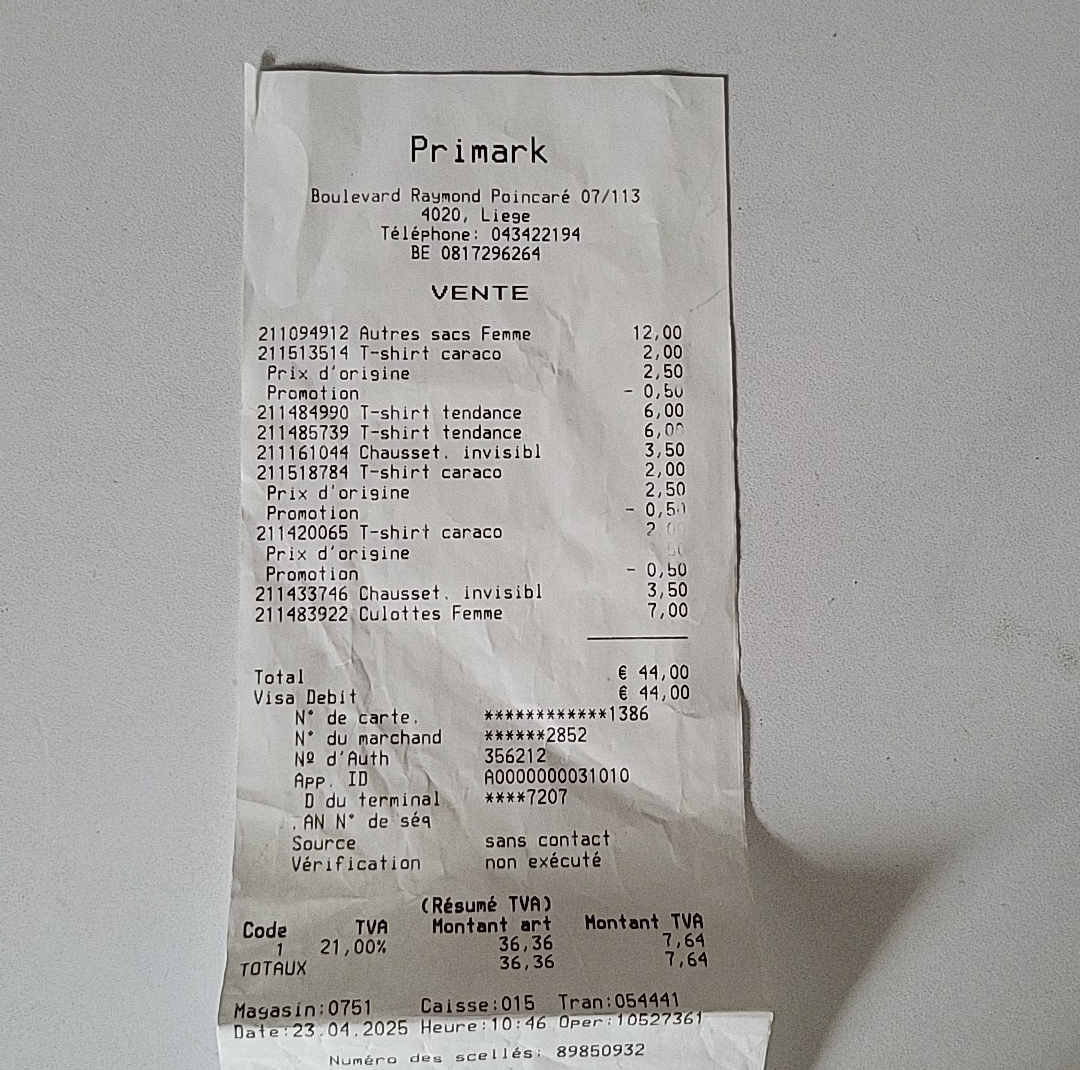 Primark
Boulevard Raymond Poincaré 07/113
4020, Liege
Téléphone: 043422194
BE 0817296264
VENTE
211094912 Autres sacs Femme 12,00
211513514 T-shirt caraco 2,00
Prix d'origine 2,50
Promotion - 0,50
211484990 T-shirt tendance 6,00
211485739 T-shirt tendance 6,00
211161044 Chausset. invisibl 3,50
211518784 T-shirt caraco 2,00
Prix d'origine 2,50
Promotion - 0,50
211420065 T-shirt caraco 2,00
Prix d'origine
Promotion - 0,50
211433746 Chausset. invisibl 3,50
211483922 Culottes Femme 7,00
Total € 44,00
Visa Debit € 44,00
N° de carte. ************1386
N° du marchand ******2852
Nº d'Auth 356212
App. ID A0000000031010
D du terminal ****7207
.AN N° de séq
Source sans contact
Vérification non exécuté
(Résumé TVA)
Code TVA Montant art Montant TVA
1 21,00% 36,36 7,64
TOTAUX 36,36 7,64
Magasin:0751 Caisse:015 Tran:054441
Date:23.04.2025 Heure:10:46 Oper:10527361
Numéro des scellés: 89850932